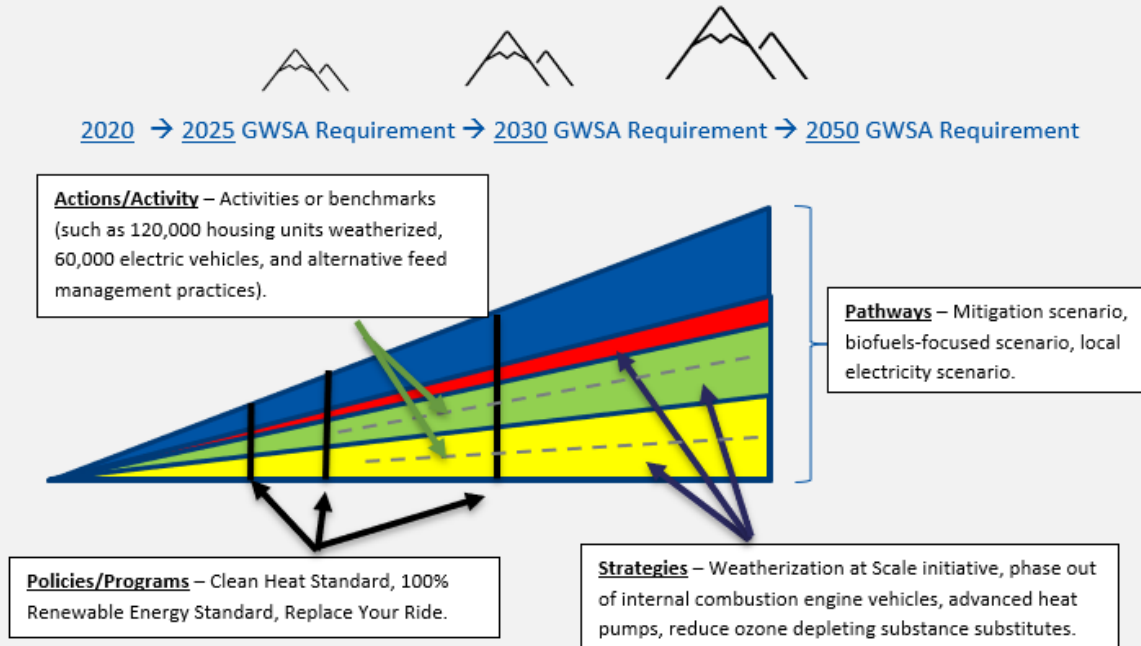 2020 → 2025 GWSA Requirement → 2030 GWSA Requirement → 2050 GWSA Requirement
Actions/Activity – Activities or benchmarks
(such as 120,000 housing units weatherized,
60,000 electric vehicles, and alternative feed
management practices).
Pathways – Mitigation scenario,
biofuels-focused scenario, local
electricity scenario.
Policies/Programs – Clean Heat Standard, 100%
Renewable Energy Standard, Replace Your Ride.
Strategies – Weatherization at Scale initiative, phase out
of internal combustion engine vehicles, advanced heat
pumps, reduce ozone depleting substance substitutes.